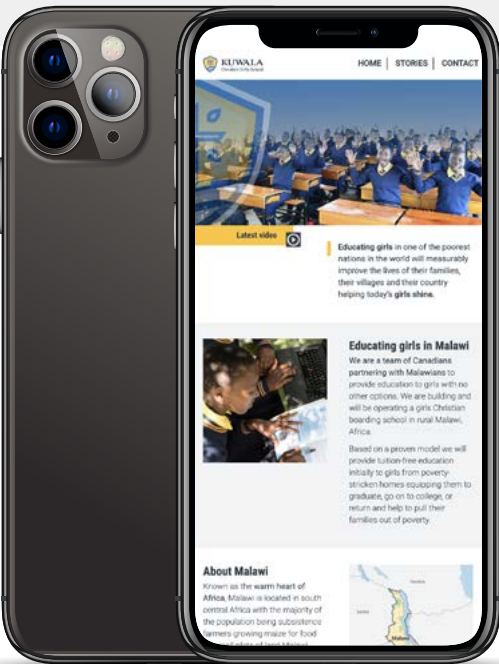 KUWALA
Christian Girls School
HOME | STORIES | CONTACT
Latest video
Educating girls in one of the poorest
nations in the world will measurably
improve the lives of their families,
their villages and their country
helping today's girls shine.
Educating girls in Malawi
We are a team of Canadians
partnering with Malawians to
provide education to girls with no
other options. We are building and
will be operating a girls Christian
boarding school in rural Malawi,
Africa.
Based on a proven model we will
provide tuition-free education
initially to girls from poverty-
stricken homes equipping them to
graduate, go on to college, or
return and help to pull their
families out of poverty.
About Malawi
Known as the warm heart of
Africa, Malawi is located in south
central Africa with the majority of
the population being subsistence
farmers growing maize for food
Malawi